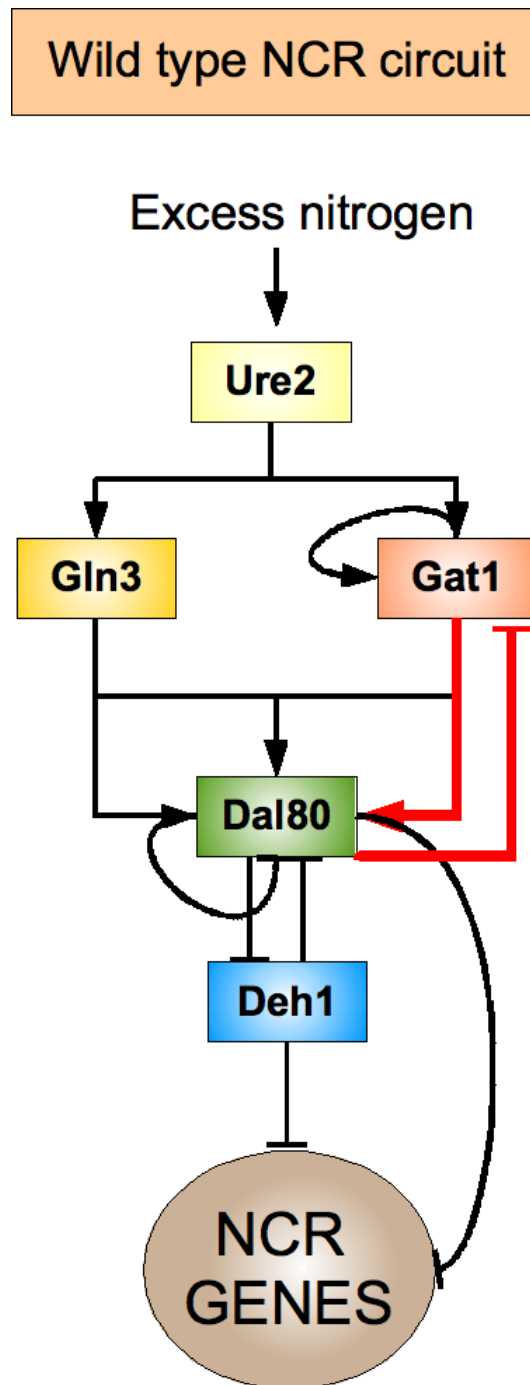 Wild type NCR circuit
Excess nitrogen
Ure2
Gln3
Gat1
Dal80
Deh1
NCR
GENES